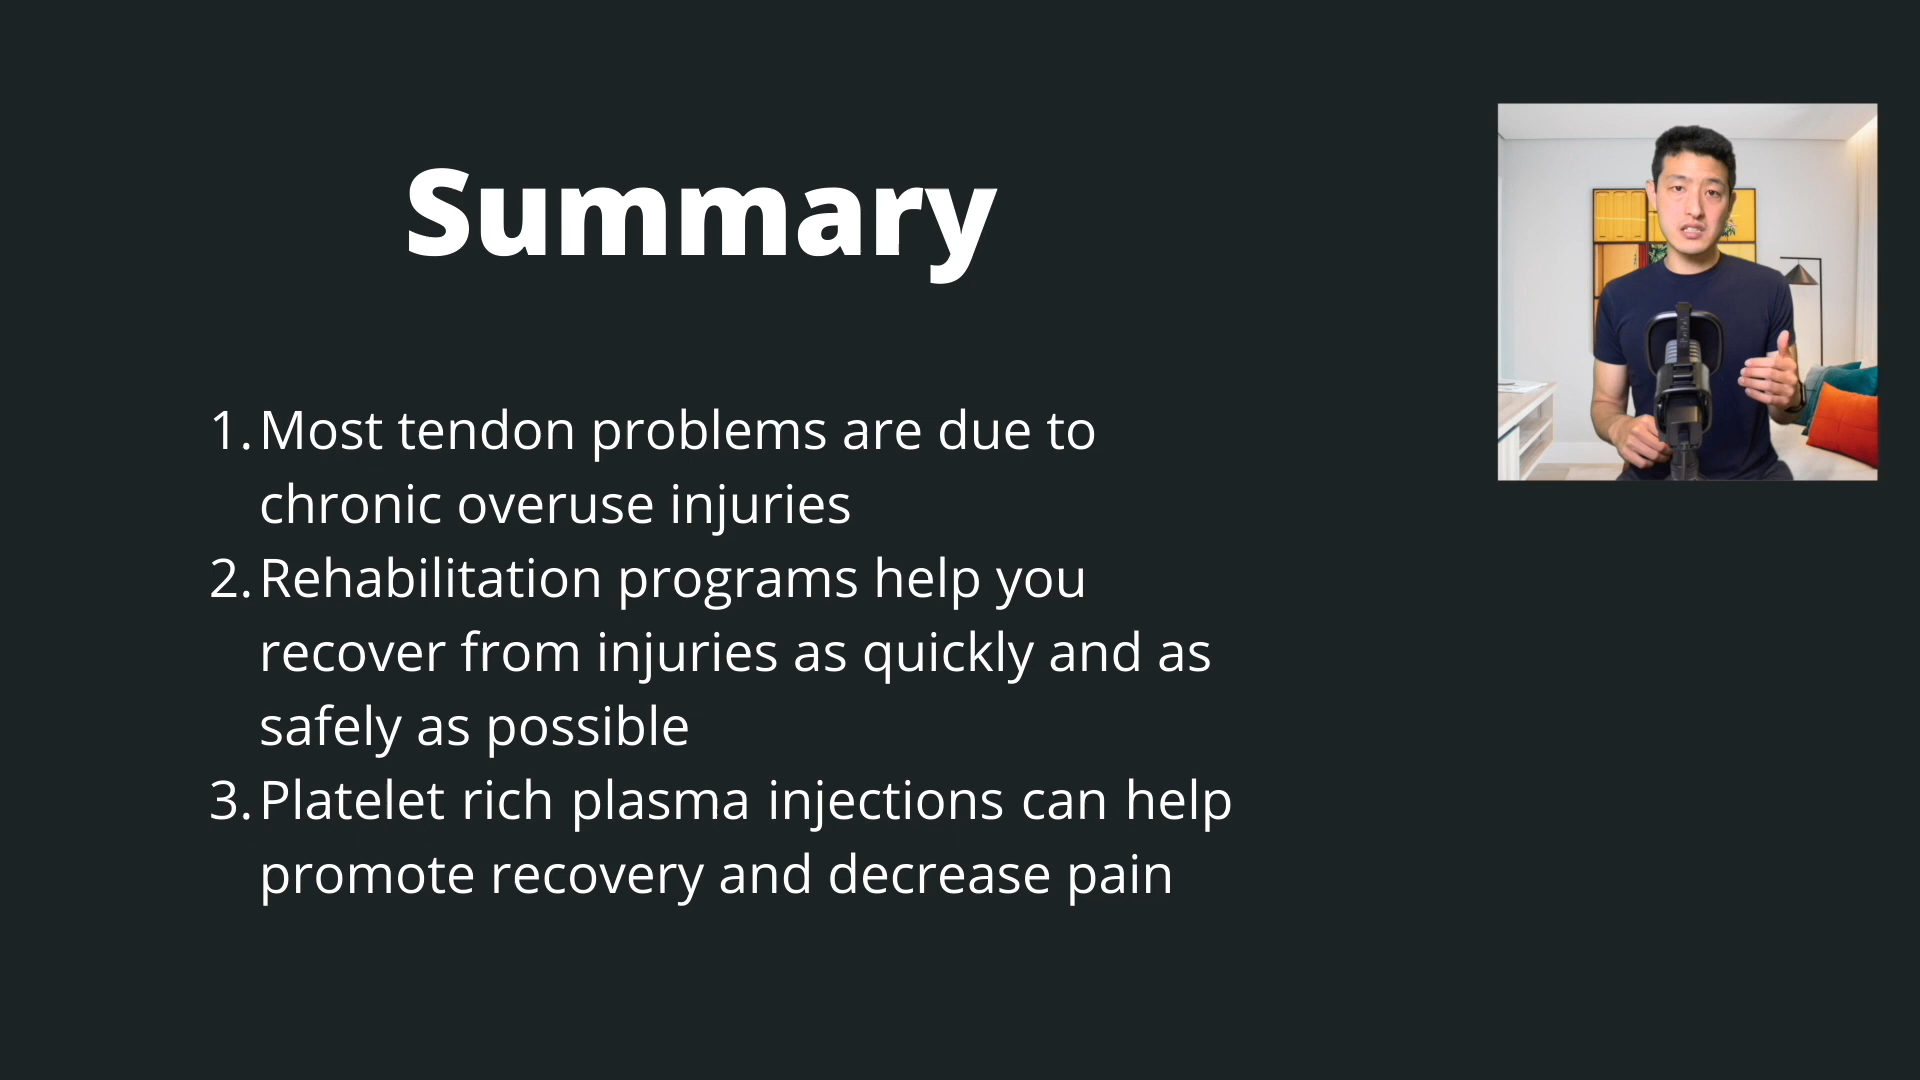 Summary
1. Most tendon problems are due to
chronic overuse injuries
2. Rehabilitation programs help you
recover from injuries as quickly and as
safely as possible
3. Platelet rich plasma injections can help
promote recovery and decrease pain